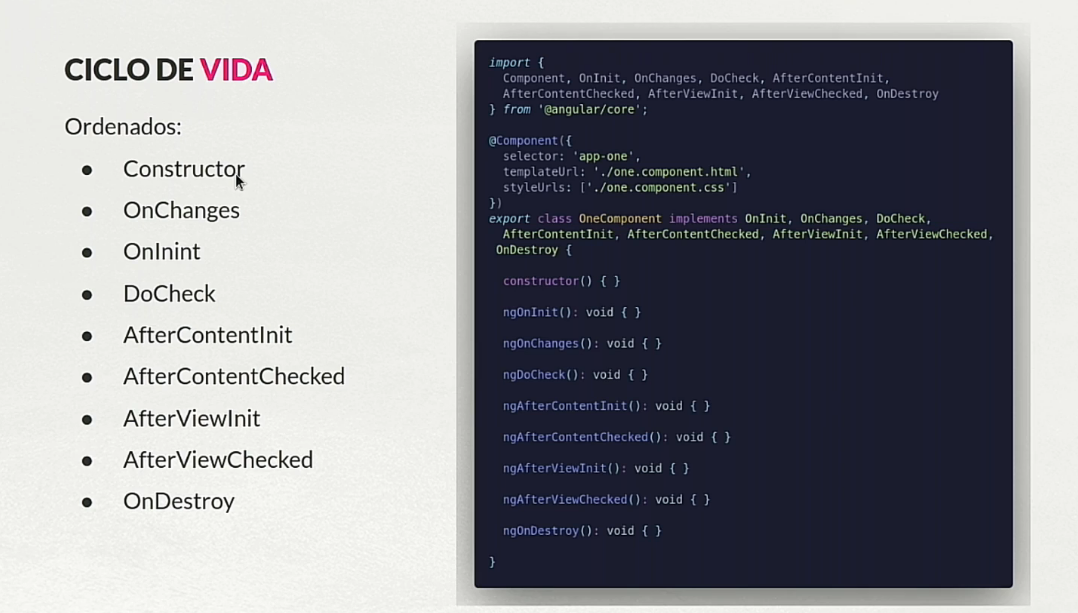 CICLO DE VIDA
Ordenados:
● Constructor
● OnChanges
● OnInint
● DoCheck
● AfterContentInit
● AfterContentChecked
● AfterViewInit
● AfterViewChecked
● OnDestroy
import {
  Component, OnInit, OnChanges, DoCheck, AfterContentInit,
  AfterContentChecked, AfterViewInit, AfterViewChecked, OnDestroy
} from '@angular/core';
@Component({
  selector: 'app-one',
  templateUrl: './one.component.html',
  styleUrls: ['./one.component.css']
})
export class OneComponent implements OnInit, OnChanges, DoCheck,
  AfterContentInit, AfterContentChecked, AfterViewInit, AfterViewChecked,
 OnDestroy {
  constructor() { }
  ngOnInit(): void { }
  ngOnChanges(): void { }
  ngDoCheck(): void { }
  ngAfterContentInit(): void { }
  ngAfterContentChecked(): void { }
  ngAfterViewInit(): void { }
  ngAfterViewChecked(): void { }
  ngOnDestroy(): void { }
}